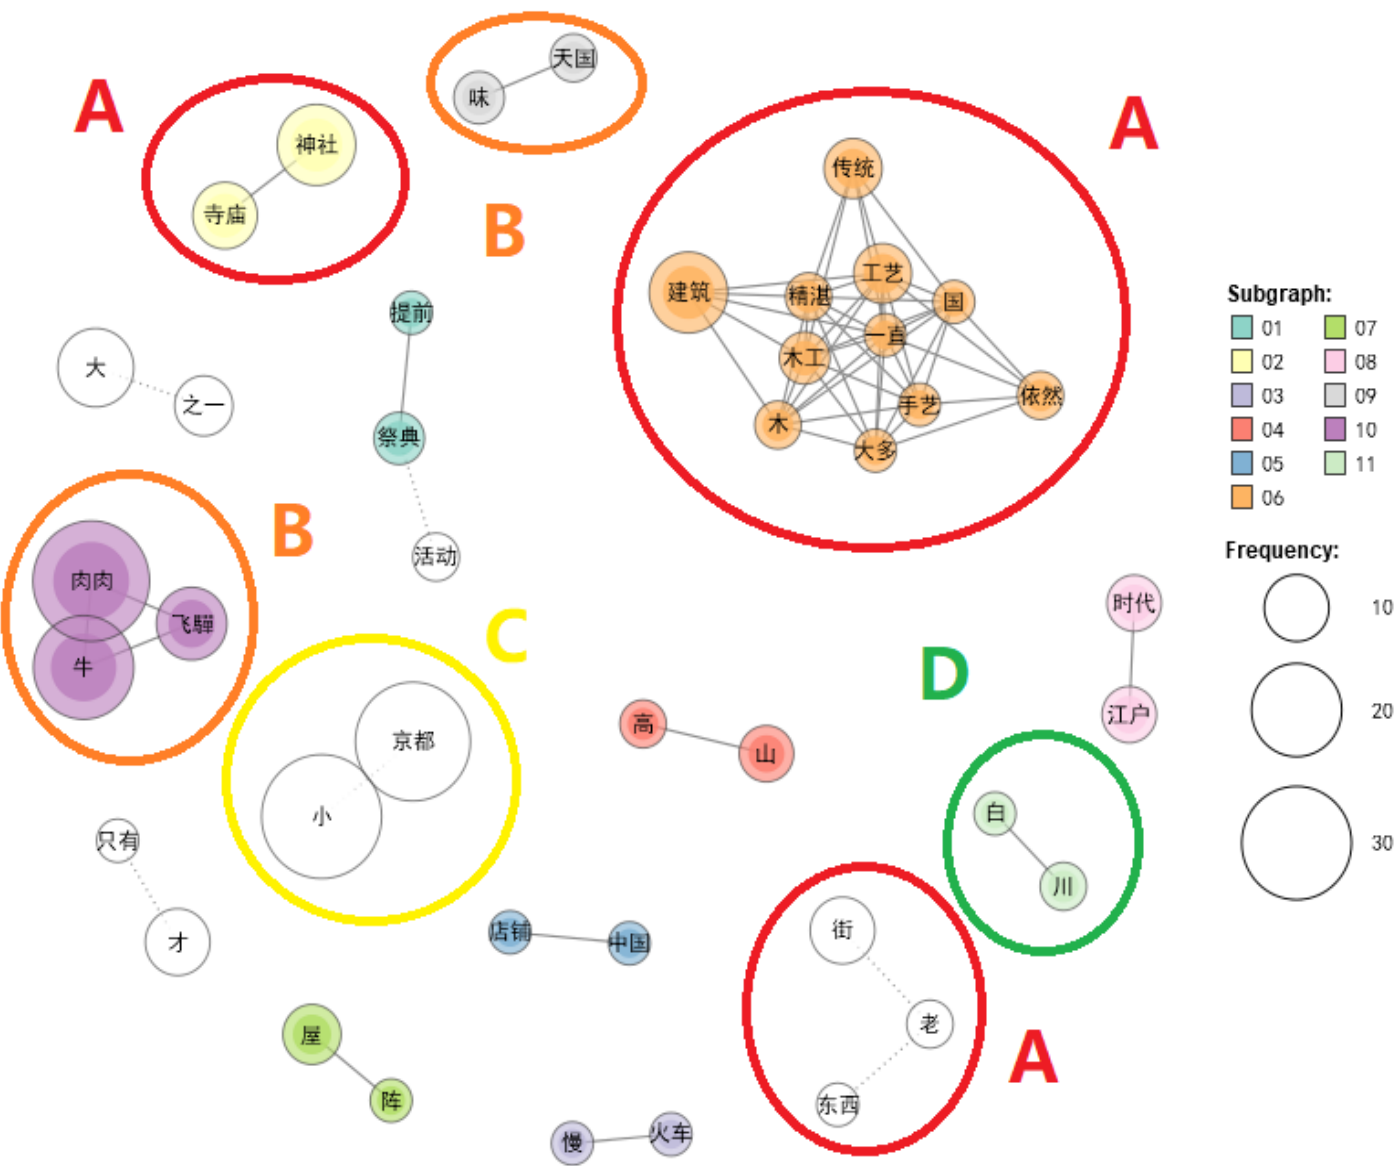 天国
味
A
神社
寺庙
B
A
传统
工艺
建筑
精湛
国
一直
木工
依然
手艺
木
大多
提前
祭典
活动
大
之一
Subgraph:
01
07
02
08
03
09
04
10
05
11
06
Frequency:
10
20
30
B
肉肉
飞驒
牛
C
京都
小
高
山
D
时代
江户
白
川
只有
才
店铺
中国
街
老
东西
A
屋
阵
慢
火车